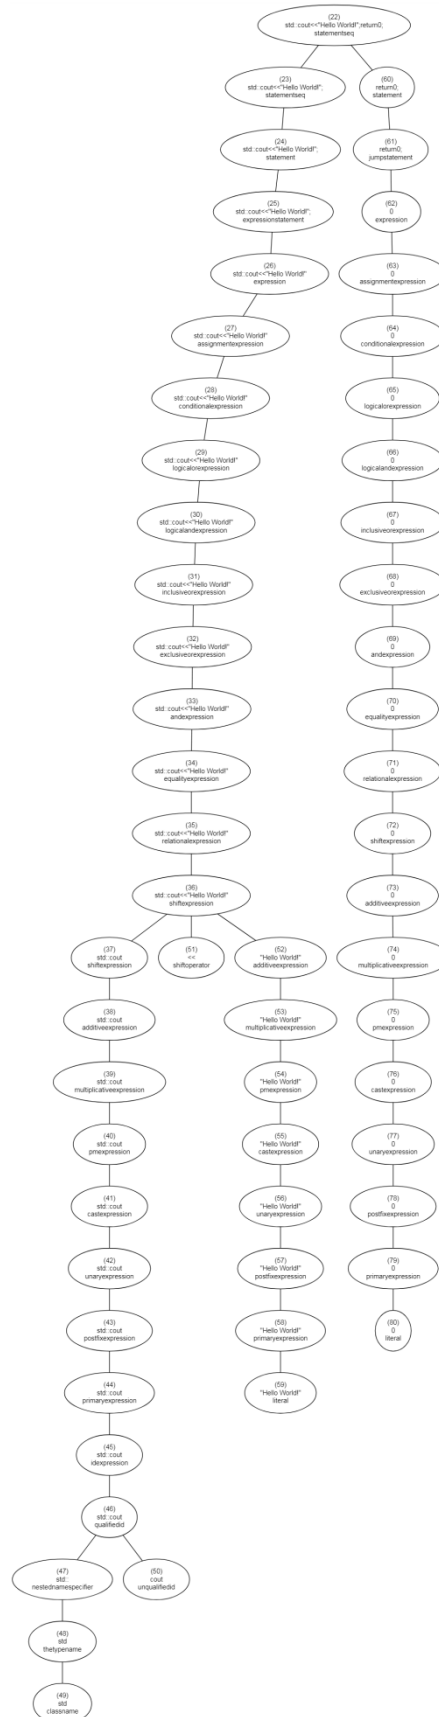 (22)
std::cout<<"Hello World!";return0;
statementseq
(23)
std::cout<<"Hello World!";
statementseq
(60)
return0;
statement
(24)
std::cout<<"Hello World!";
statement
(61)
return0;
jumpstatement
(25)
std::cout<<"Hello World!";
expressionstatement
(62)
0
expression
(26)
std::cout<<"Hello World!"
expression
(63)
0
assignmentexpression
(27)
std::cout<<"Hello World!"
assignmentexpression
(64)
0
conditionalexpression
(28)
std::cout<<"Hello World!"
conditionalexpression
(65)
0
logicalorexpression
(29)
std::cout<<"Hello World!"
logicalorexpression
(66)
0
logicalandexpression
(30)
std::cout<<"Hello World!"
logicalandexpression
(67)
0
inclusiveorexpression
(31)
std::cout<<"Hello World!"
inclusiveorexpression
(68)
0
exclusiveorexpression
(32)
std::cout<<"Hello World!"
exclusiveorexpression
(69)
0
andexpression
(33)
std::cout<<"Hello World!"
andexpression
(70)
0
equalityexpression
(34)
std::cout<<"Hello World!"
equalityexpression
(71)
0
relationalexpression
(35)
std::cout<<"Hello World!"
relationalexpression
(72)
0
shiftexpression
(36)
std::cout<<"Hello World!"
shiftexpression
(73)
0
additiveexpression
(37)
std::cout
shiftexpression
(51)
<<
shiftoperator
(52)
"Hello World!"
additiveexpression
(74)
0
multiplicativeexpression
(38)
std::cout
additiveexpression
(53)
"Hello World!"
multiplicativeexpression
(75)
0
pmexpression
(39)
std::cout
multiplicativeexpression
(54)
"Hello World!"
pmexpression
(76)
0
castexpression
(40)
std::cout
pmexpression
(55)
"Hello World!"
castexpression
(77)
0
unaryexpression
(41)
std::cout
castexpression
(56)
"Hello World!"
unaryexpression
(78)
0
postfixexpression
(42)
std::cout
unaryexpression
(57)
"Hello World!"
postfixexpression
(79)
0
primaryexpression
(43)
std::cout
postfixexpression
(58)
"Hello World!"
primaryexpression
(80)
0
literal
(44)
std::cout
primaryexpression
(59)
"Hello World!"
literal
(45)
std::cout
idexpression
(46)
std::cout
qualifiedid
(47)
std::
nestednamespecifier
(50)
cout
unqualifiedid
(48)
std
thetypename
(49)
std
classname